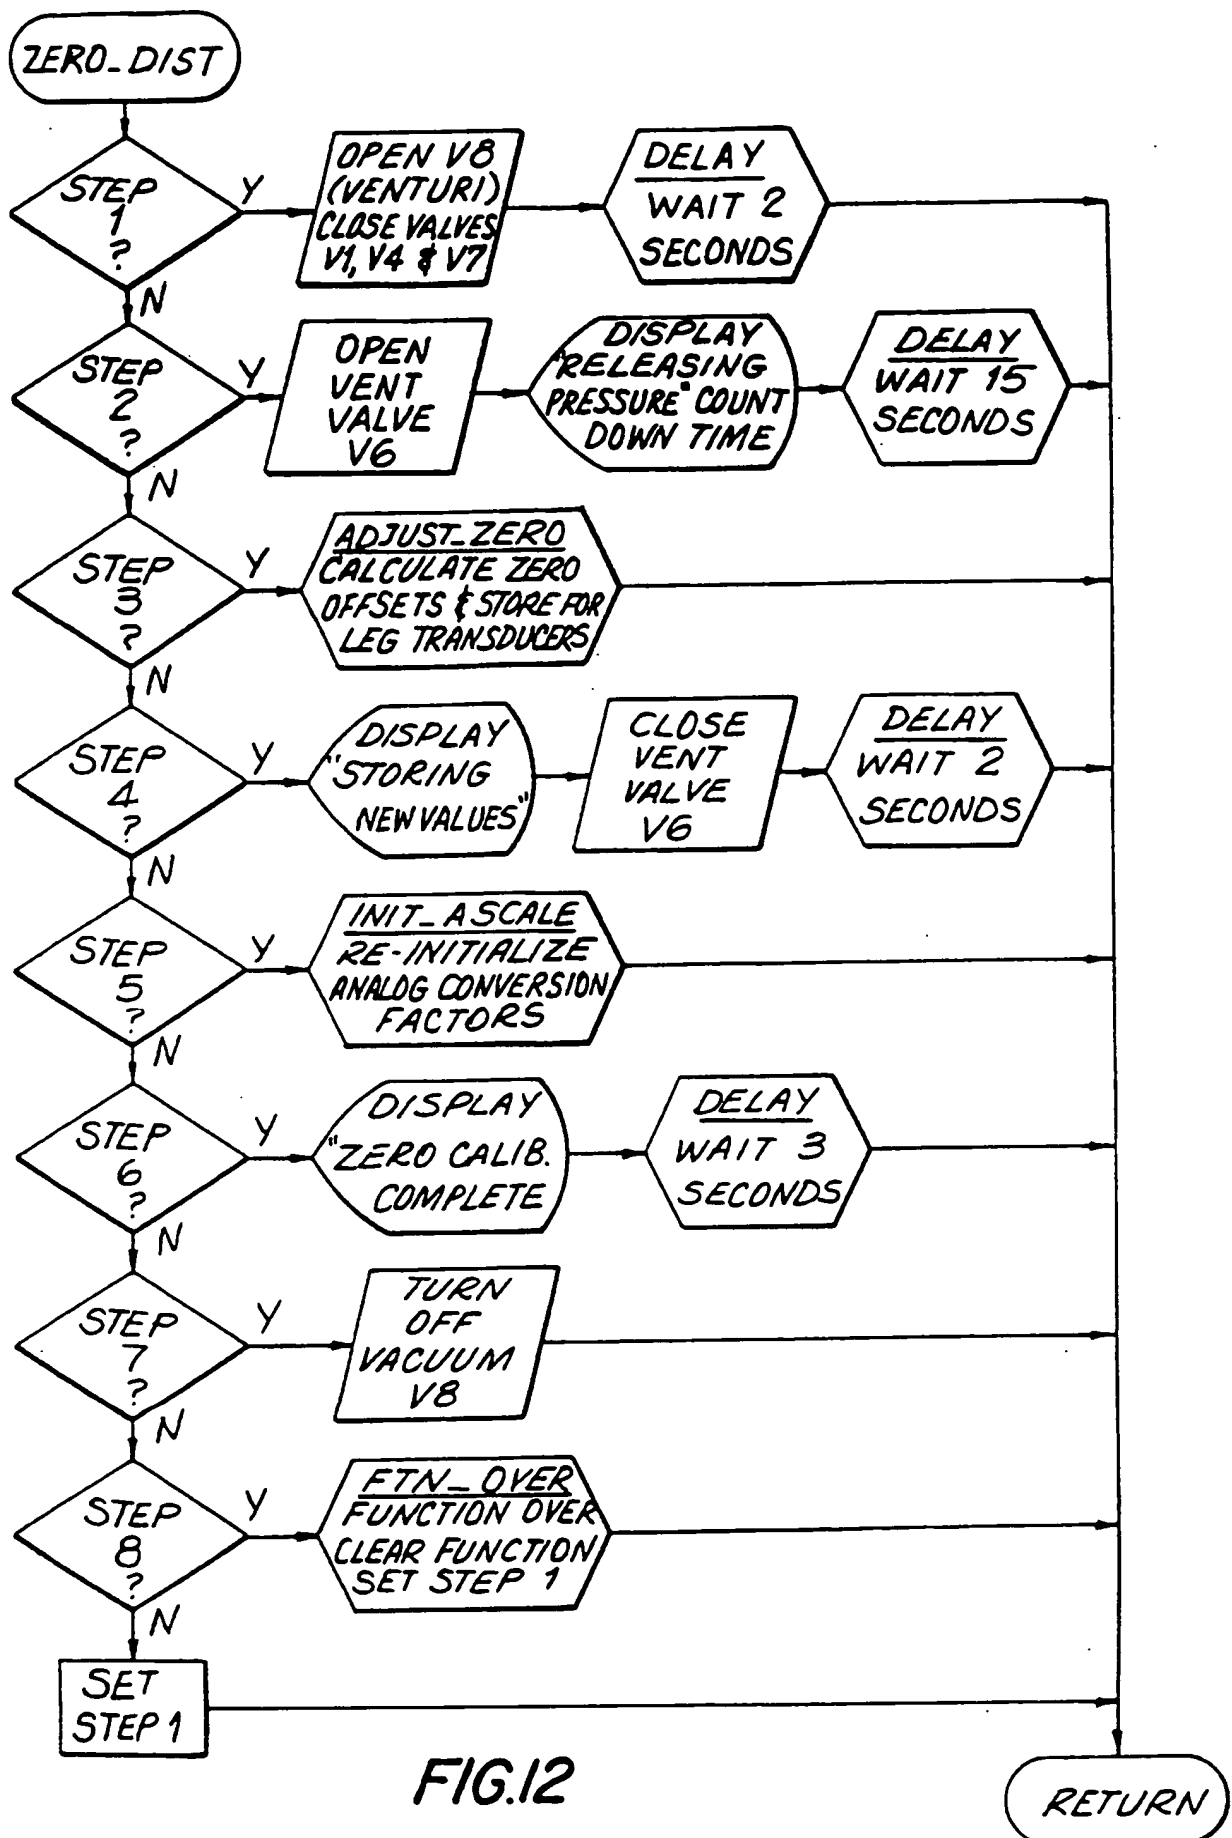 ZERO_DIST
STEP
1
?
Y
OPEN V8
(VENTURI)
CLOSE VALVES
V1, V4 & V7
DELAY
WAIT 2
SECONDS
N
STEP
2
?
Y
OPEN
VENT
VALVE
V6
DISPLAY
"RELEASING
PRESSURE" COUNT
DOWN TIME
DELAY
WAIT 15
SECONDS
N
STEP
3
?
Y
ADJUST_ZERO
CALCULATE ZERO
OFFSETS & STORE FOR
LEG TRANSDUCERS
N
STEP
4
?
Y
DISPLAY
"STORING
NEW VALUES"
CLOSE
VENT
VALVE
V6
DELAY
WAIT 2
SECONDS
N
STEP
5
?
Y
INIT_ASCALE
RE-INITIALIZE
ANALOG CONVERSION
FACTORS
N
STEP
6
?
Y
DISPLAY
"ZERO CALIB.
COMPLETE
DELAY
WAIT 3
SECONDS
N
STEP
7
?
Y
TURN
OFF
VACUUM
V8
N
STEP
8
?
Y
FTN_OVER
FUNCTION OVER
CLEAR FUNCTION
SET STEP 1
N
SET
STEP 1
RETURN
FIG.12